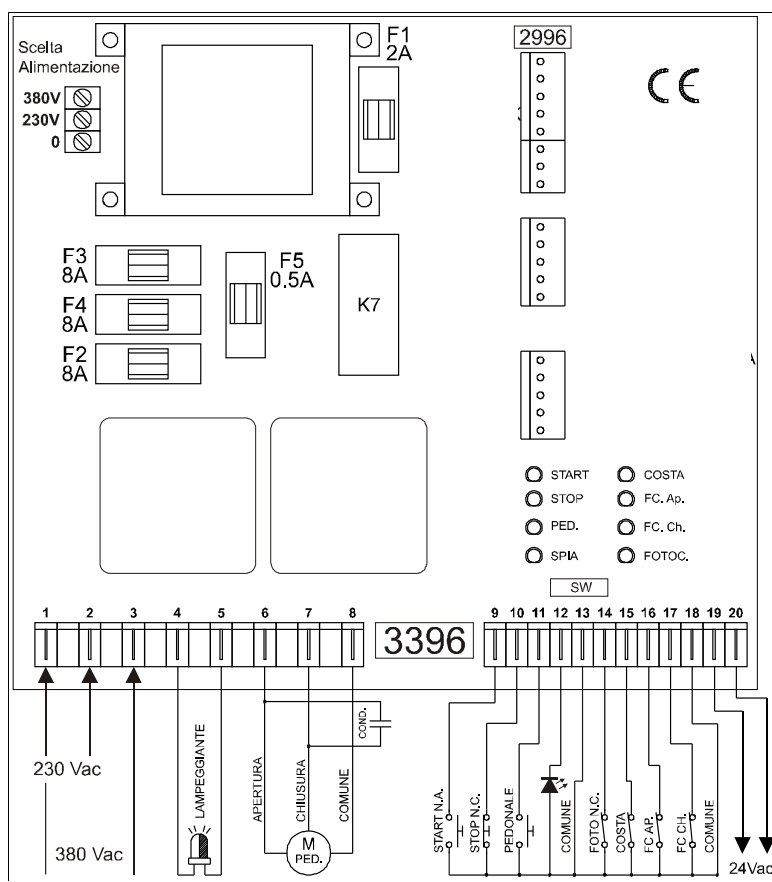 Scelta
Alimentazione
380V
230V
0
F1
2A
2996
CE
F3
8A
F4
8A
F2
8A
F5
0.5A
K7
START
COSTA
STOP
FC. Ap.
PED.
FC. Ch.
SPIA
FOTOC.
SW
1 2 3 4 5 6 7 8
3396
9 10 11 12 13 14 15 16 17 18 19 20
230 Vac
380 Vac
LAMPEGGIANTE
APERTURA
CHIUSURA
COMUNE
COND.
M
PED.
START N.A.
STOP N.C.
PEDONALE
COMUNE
FOTO N.C.
COSTA
FC AP.
FC CH.
COMUNE
24Vac